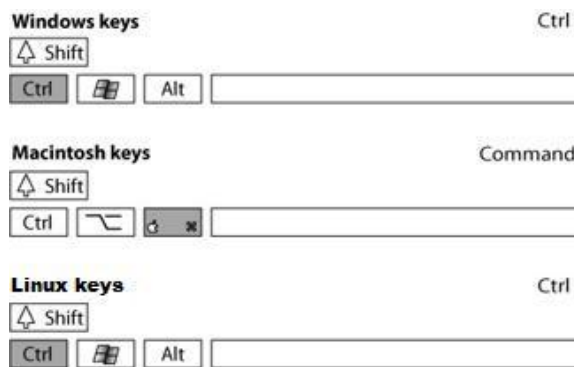 Windows keys Ctrl
Shift
Ctrl Alt
Macintosh keys Command
Shift
Ctrl
Linux keys Ctrl
Shift
Ctrl Alt